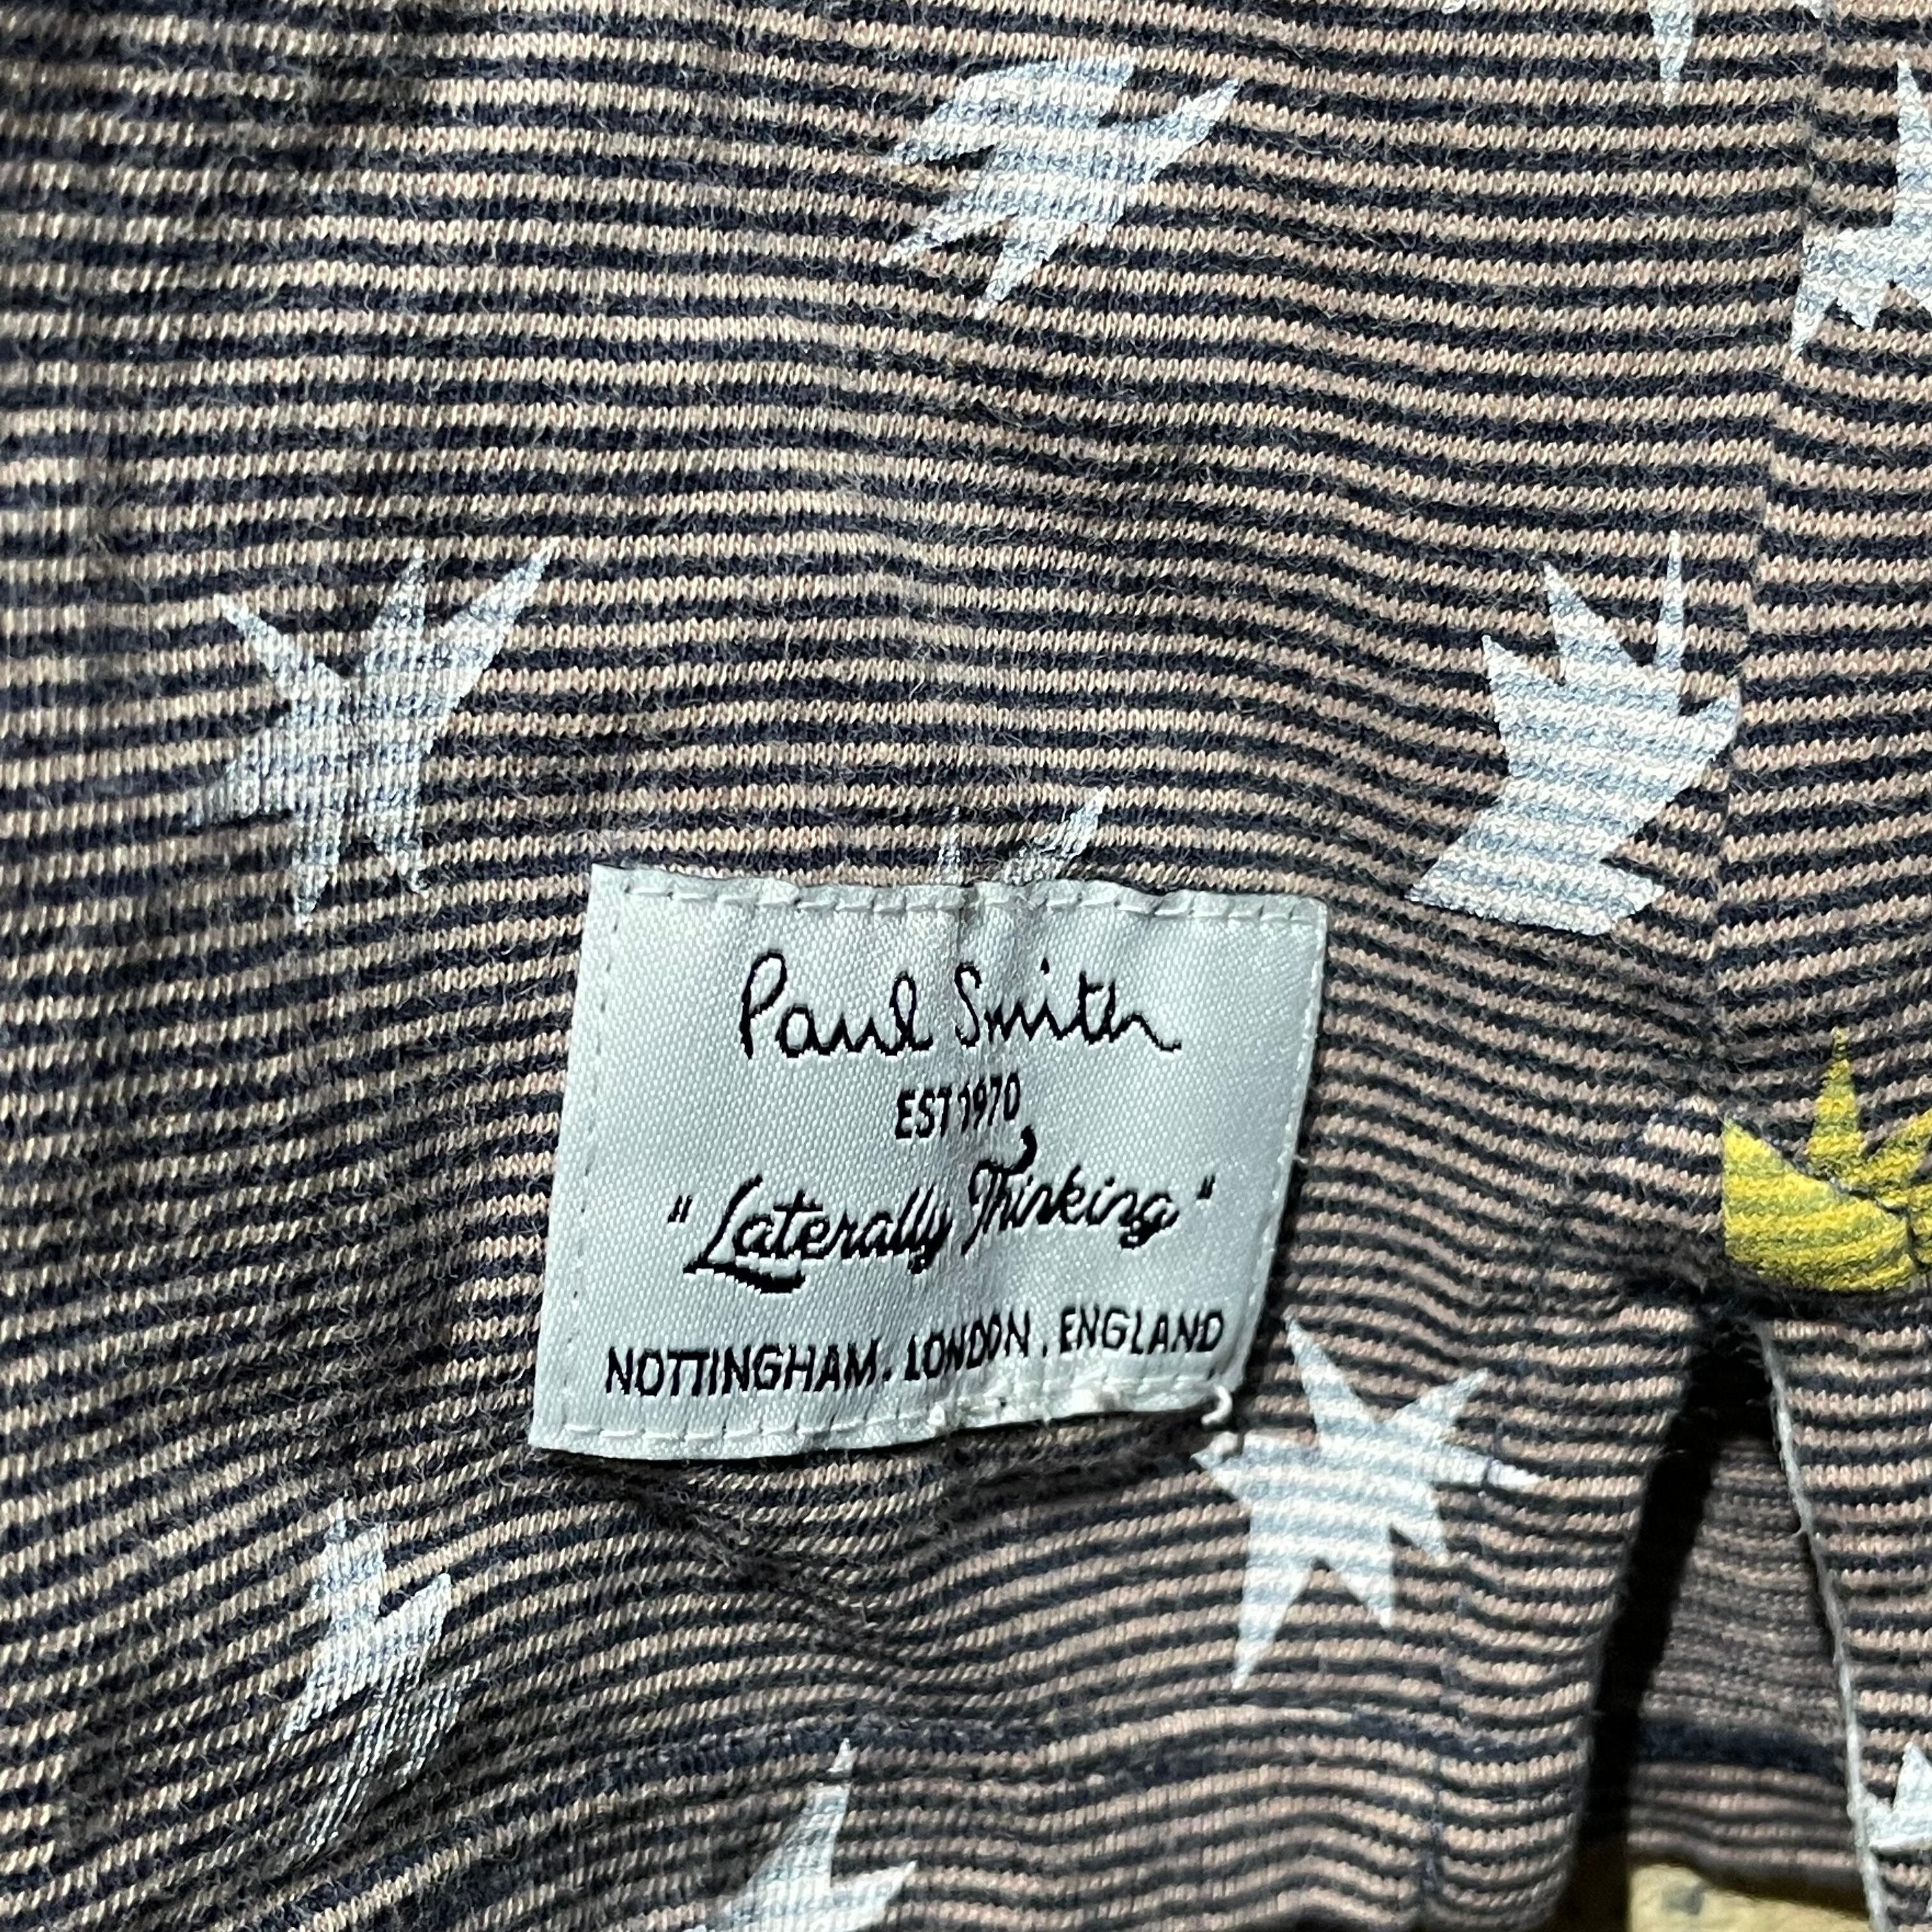 Paul Smith
EST 1970
"Laterally Thinking"
NOTTINGHAM. LONDON. ENGLAND